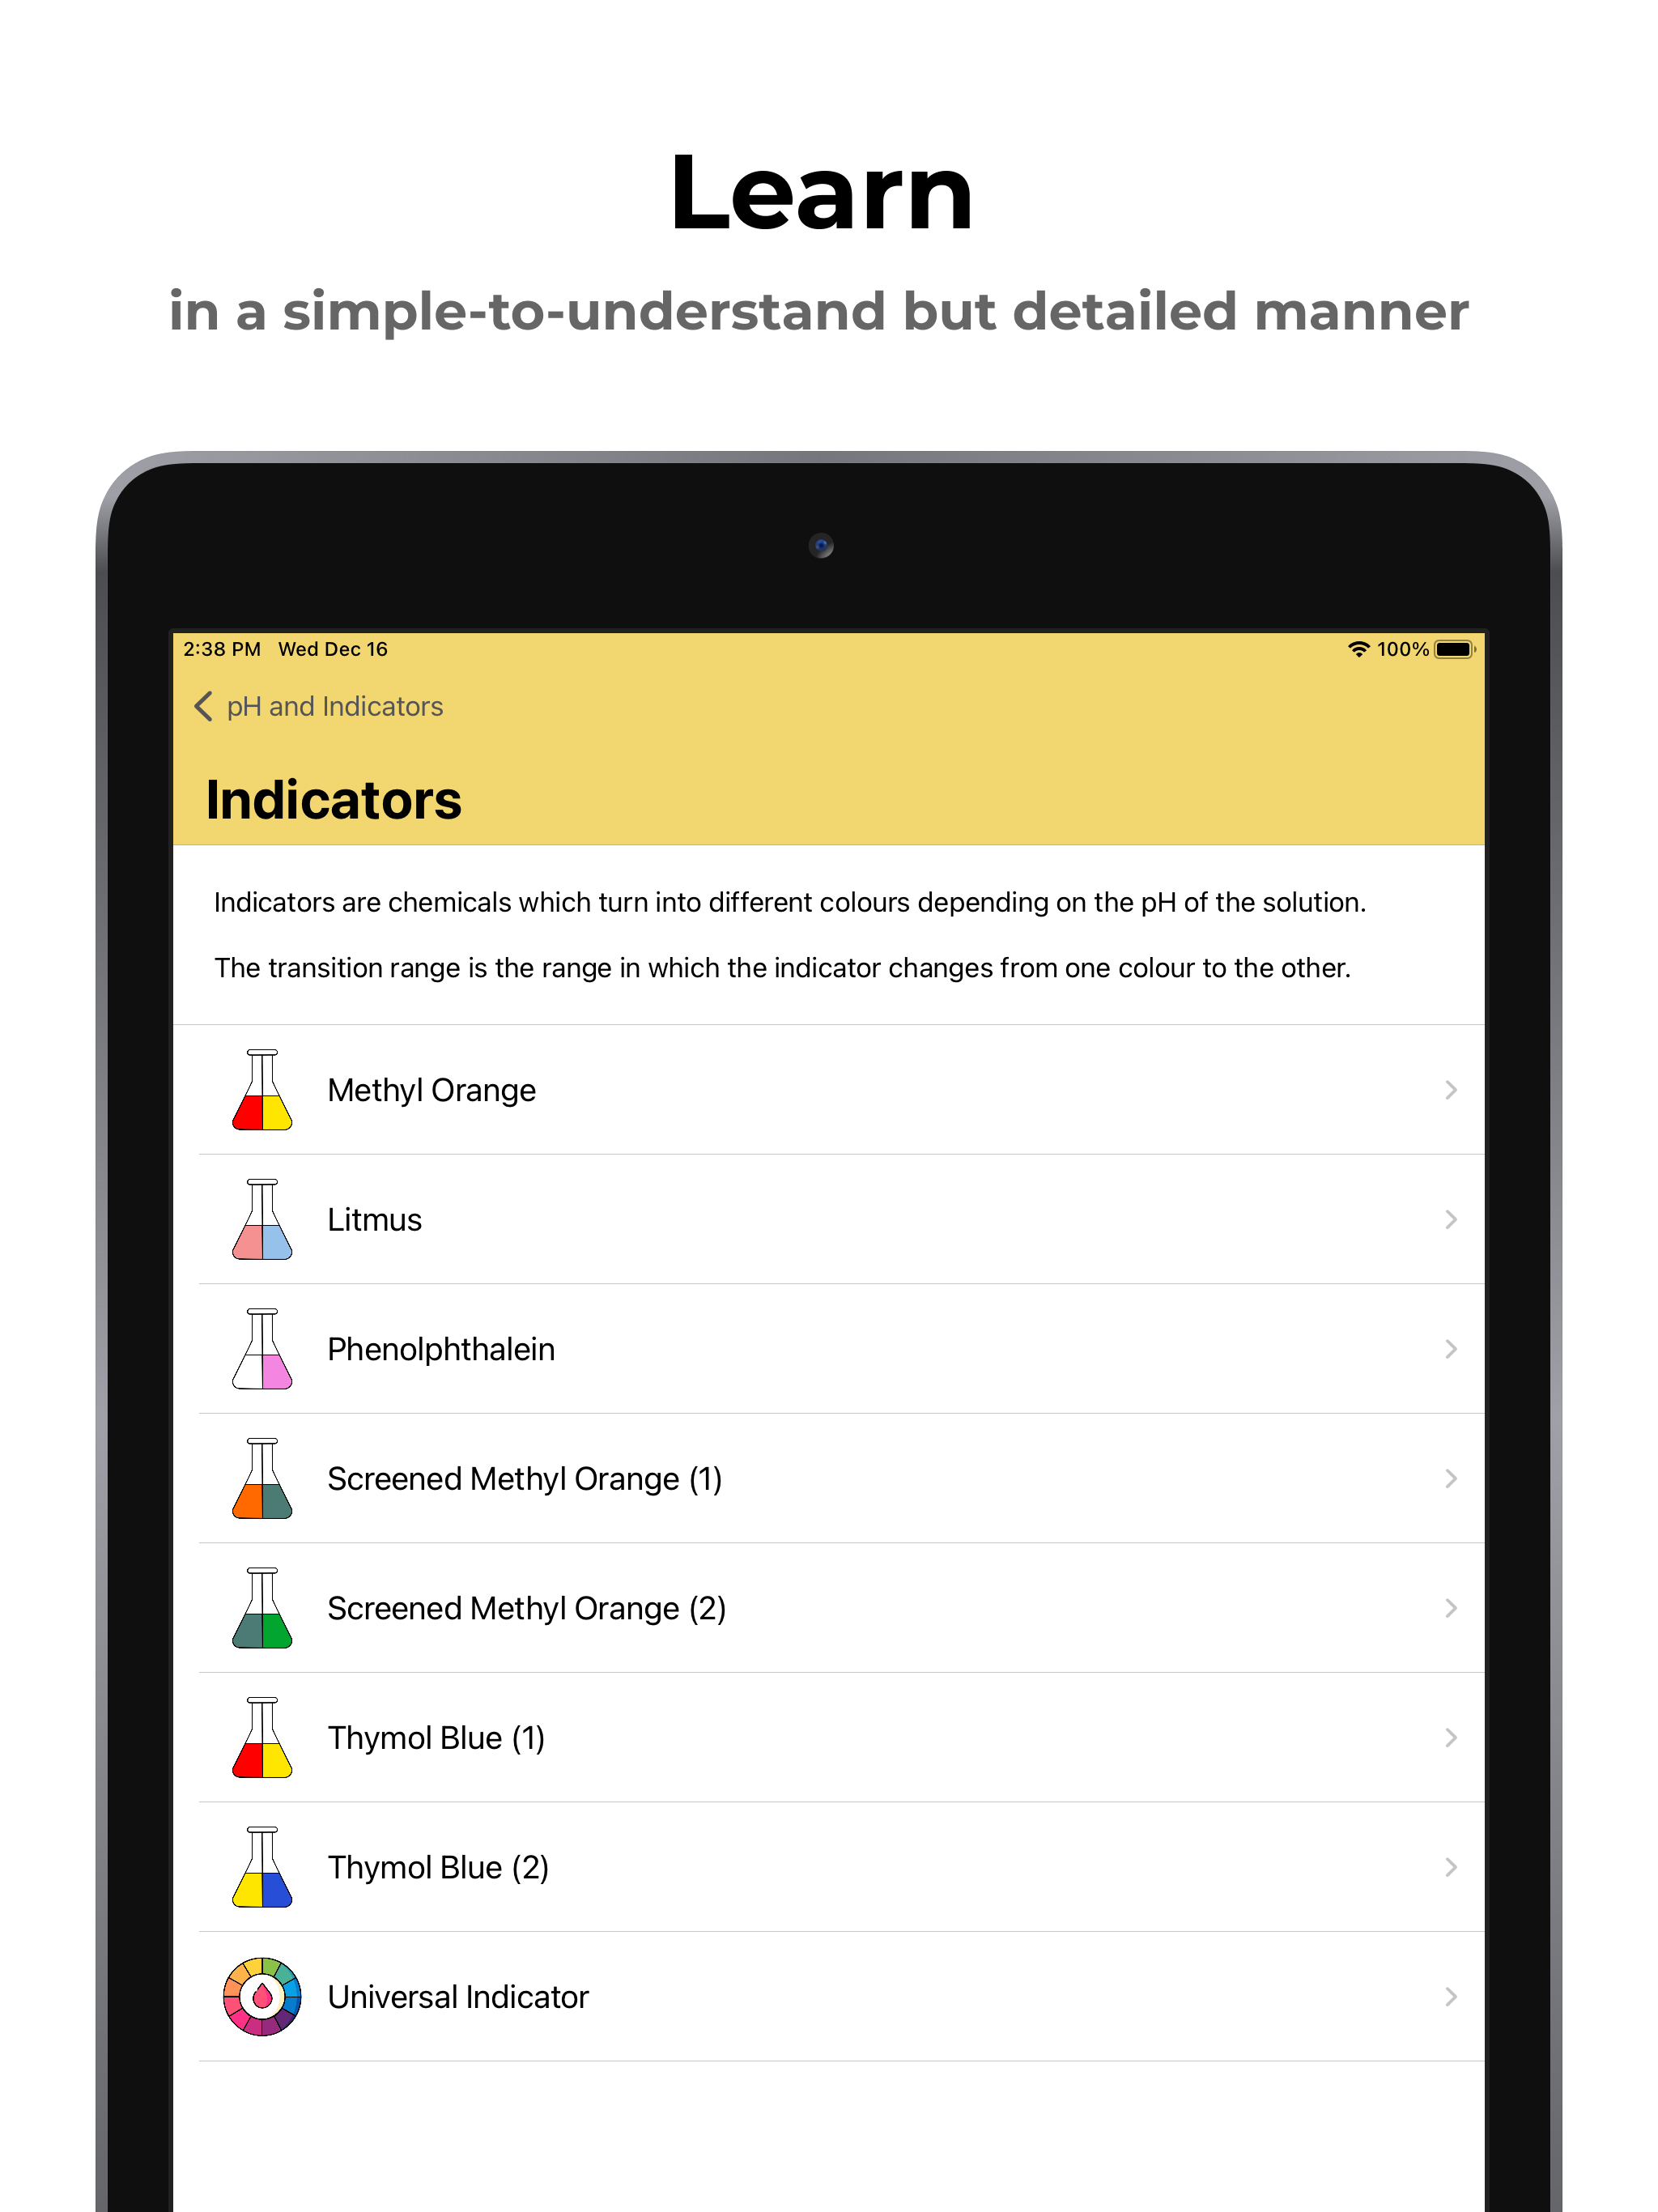 Learn
in a simple-to-understand but detailed manner
2:38 PM Wed Dec 16 100%
pH and Indicators
Indicators
Indicators are chemicals which turn into different colours depending on the pH of the solution.
The transition range is the range in which the indicator changes from one colour to the other.
Methyl Orange
Litmus
Phenolphthalein
Screened Methyl Orange (1)
Screened Methyl Orange (2)
Thymol Blue (1)
Thymol Blue (2)
Universal Indicator